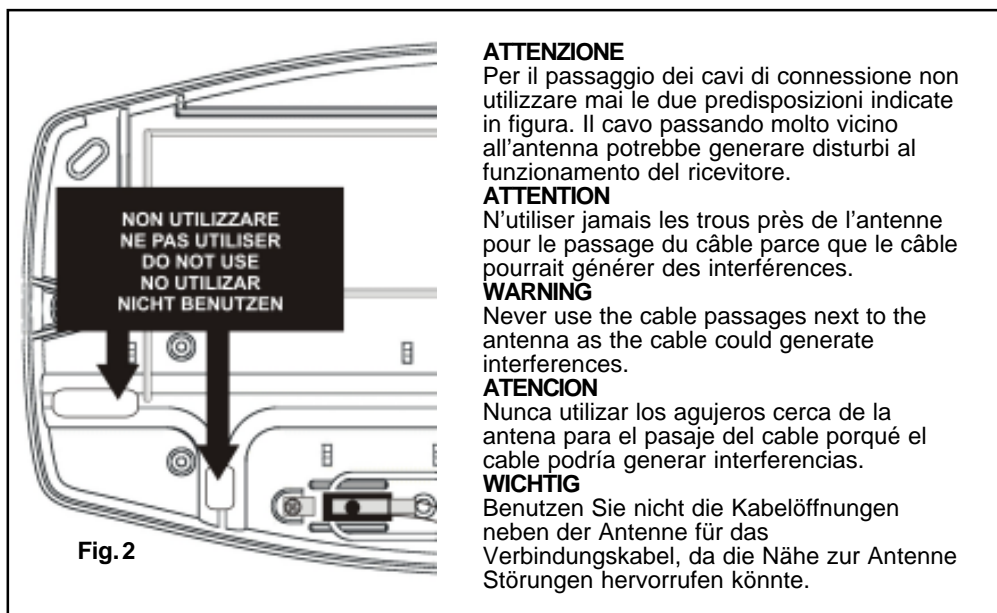 NON UTILIZZARE
NE PAS UTILISER
DO NOT USE
NO UTILIZAR
NICHT BENUTZEN
Fig. 2
ATTENZIONE
Per il passaggio dei cavi di connessione non
utilizzare mai le due predisposizioni indicate
in figura. Il cavo passando molto vicino
all'antenna potrebbe generare disturbi al
funzionamento del ricevitore.
ATTENTION
N'utiliser jamais les trous près de l'antenne
pour le passage du câble parce que le câble
pourrait générer des interférences.
WARNING
Never use the cable passages next to the
antenna as the cable could generate
interferences.
ATENCION
Nunca utilizar los agujeros cerca de la
antena para el pasaje del cable porqué el
cable podría generar interferencias.
WICHTIG
Benutzen Sie nicht die Kabelöffnungen
neben der Antenne für das
Verbindungskabel, da die Nähe zur Antenne
Störungen hervorrufen könnte.